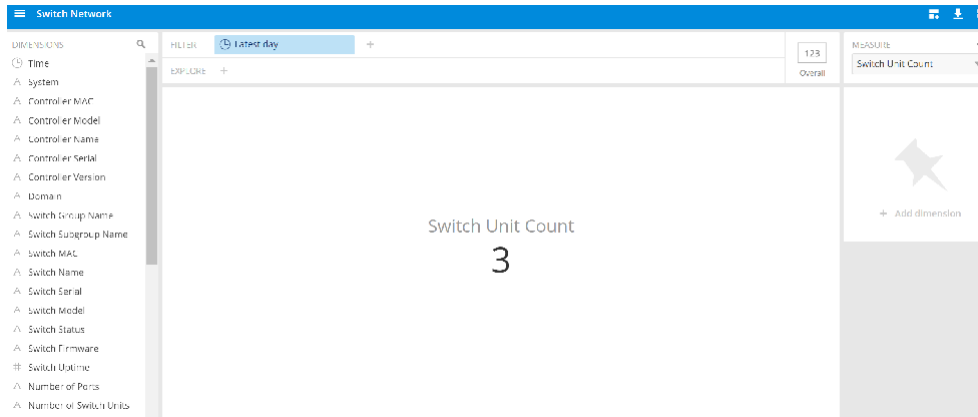 Switch Network
DIMENSIONS
Time
A System
A Controller MAC
A Controller Model
A Controller Name
A Controller Serial
A Controller Version
A Domain
A Switch Group Name
A Switch Subgroup Name
A Switch MAC
A Switch Name
A Switch Serial
A Switch Model
A Switch Status
A Switch Firmware
# Switch Uptime
A Number of Ports
A Number of Switch Units
FILTER Latest day +
EXPLORE +
123
Overall
MEASURE
Switch Unit Count
+ Add dimension
Switch Unit Count
3